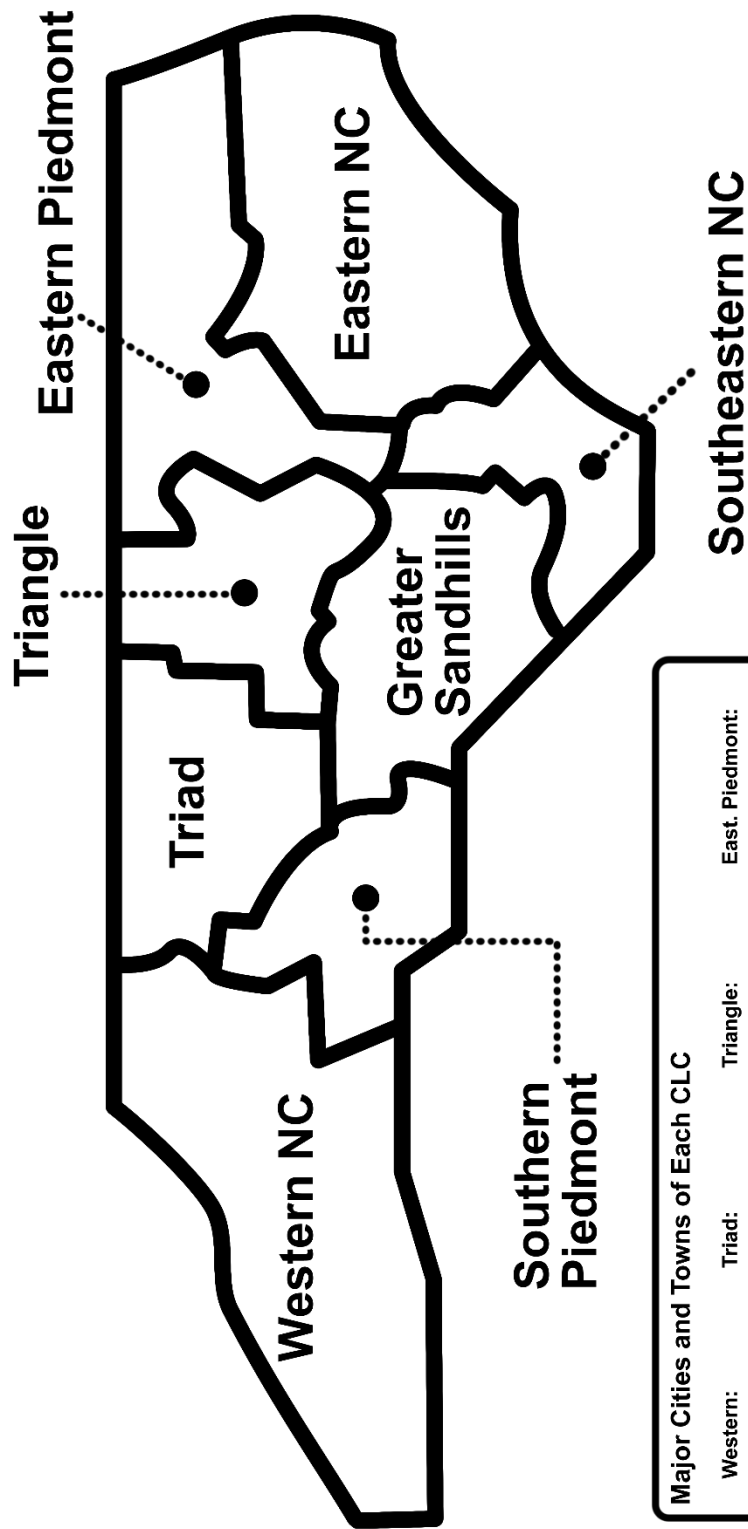 Eastern Piedmont
Triangle
Triad
Eastern NC
Western NC
Greater
Sandhills
Southern
Piedmont
Southeastern NC
Major Cities and Towns of Each CLC
Western:
Triad:
Triangle:
East. Piedmont: